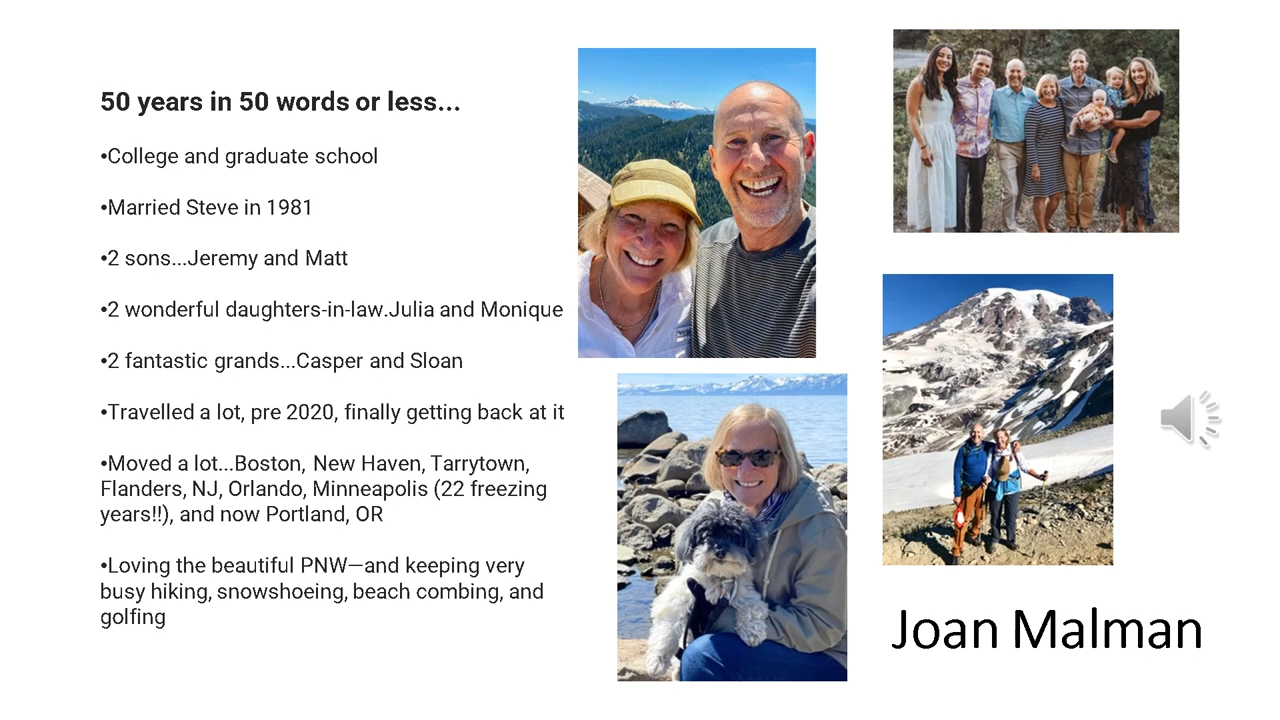 50 years in 50 words or less...
•College and graduate school
•Married Steve in 1981
•2 sons...Jeremy and Matt
•2 wonderful daughters-in-law.Julia and Monique
•2 fantastic grands...Casper and Sloan
•Travelled a lot, pre 2020, finally getting back at it
•Moved a lot...Boston, New Haven, Tarrytown,
Flanders, NJ, Orlando, Minneapolis (22 freezing
years!!), and now Portland, OR
•Loving the beautiful PNW—and keeping very
busy hiking, snowshoeing, beach combing, and
golfing
Joan Malman